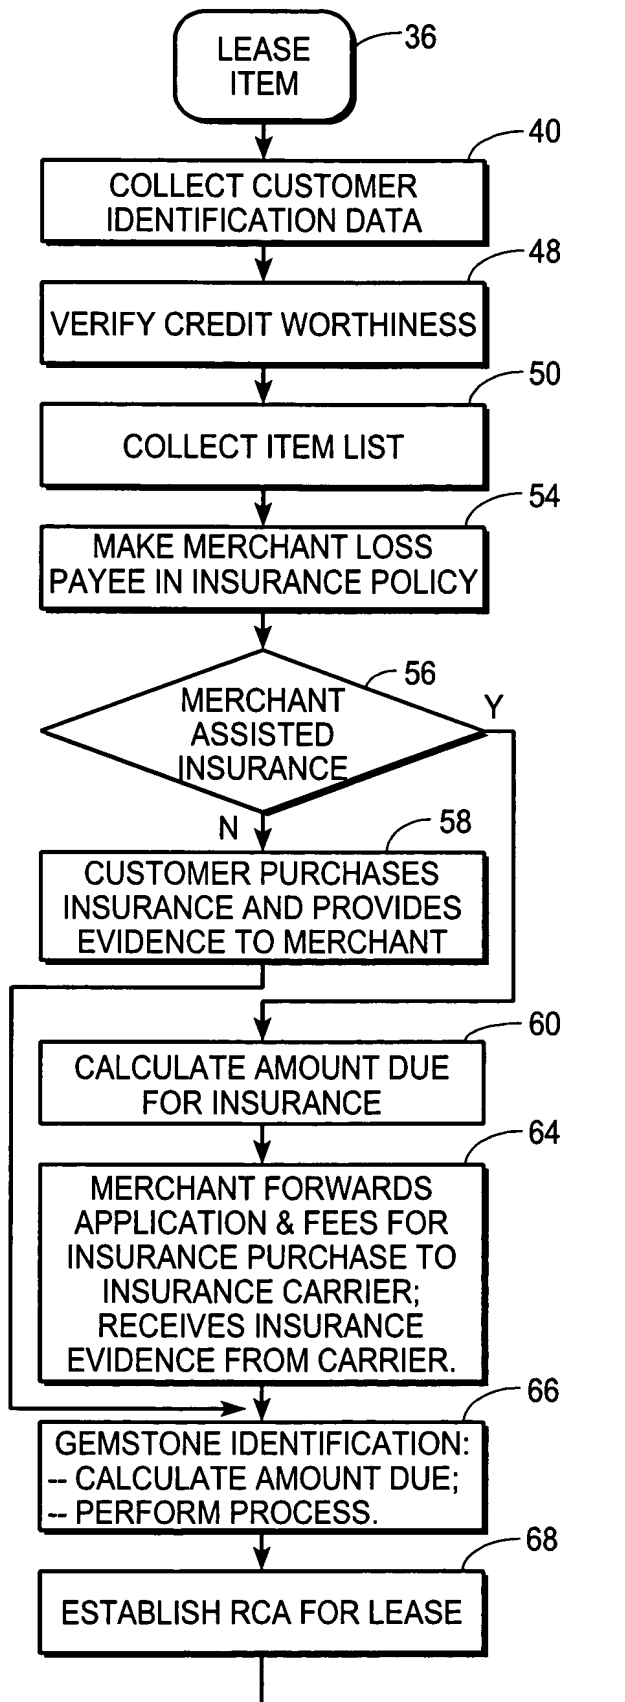 LEASE
ITEM
36
40
COLLECT CUSTOMER
IDENTIFICATION DATA
48
VERIFY CREDIT WORTHINESS
50
COLLECT ITEM LIST
54
MAKE MERCHANT LOSS
PAYEE IN INSURANCE POLICY
56
MERCHANT
ASSISTED
INSURANCE
Y
N
58
CUSTOMER PURCHASES
INSURANCE AND PROVIDES
EVIDENCE TO MERCHANT
60
CALCULATE AMOUNT DUE
FOR INSURANCE
64
MERCHANT FORWARDS
APPLICATION & FEES FOR
INSURANCE PURCHASE TO
INSURANCE CARRIER;
RECEIVES INSURANCE
EVIDENCE FROM CARRIER.
66
GEMSTONE IDENTIFICATION:
-- CALCULATE AMOUNT DUE;
-- PERFORM PROCESS.
68
ESTABLISH RCA FOR LEASE